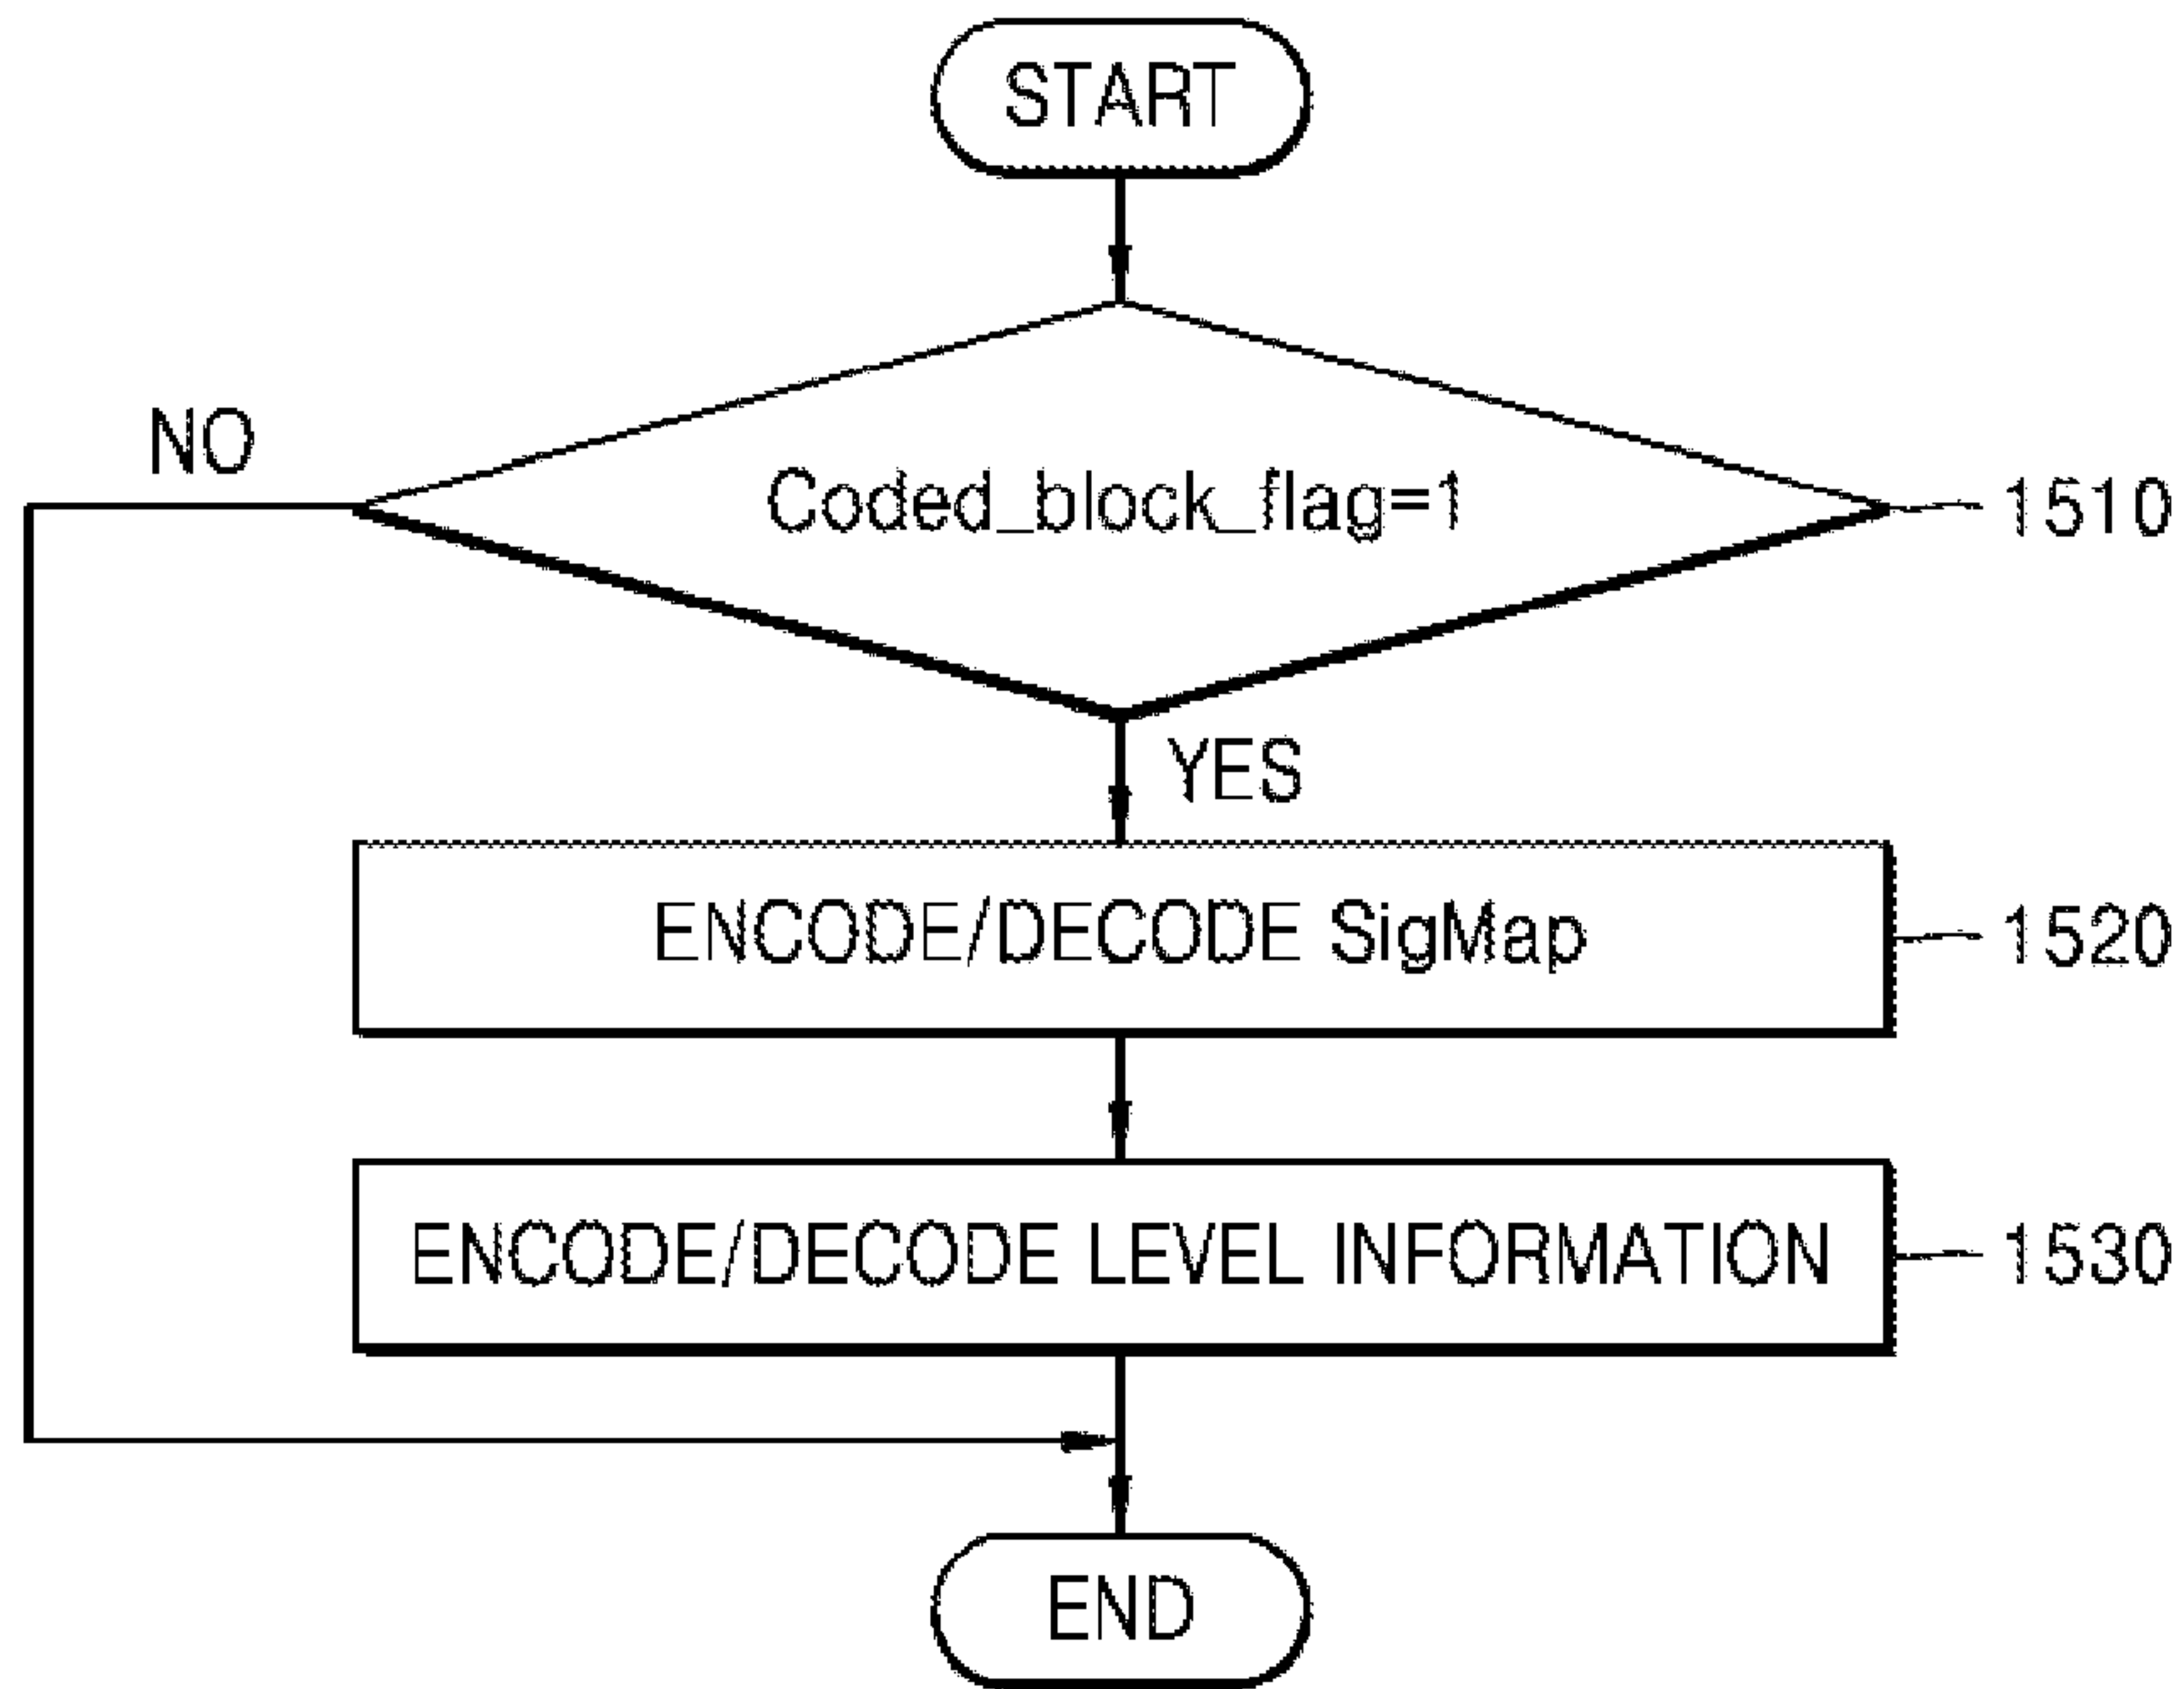 START
NO
Coded_block_flag=1
1510
YES
ENCODE/DECODE SigMap
1520
ENCODE/DECODE LEVEL INFORMATION
1530
END